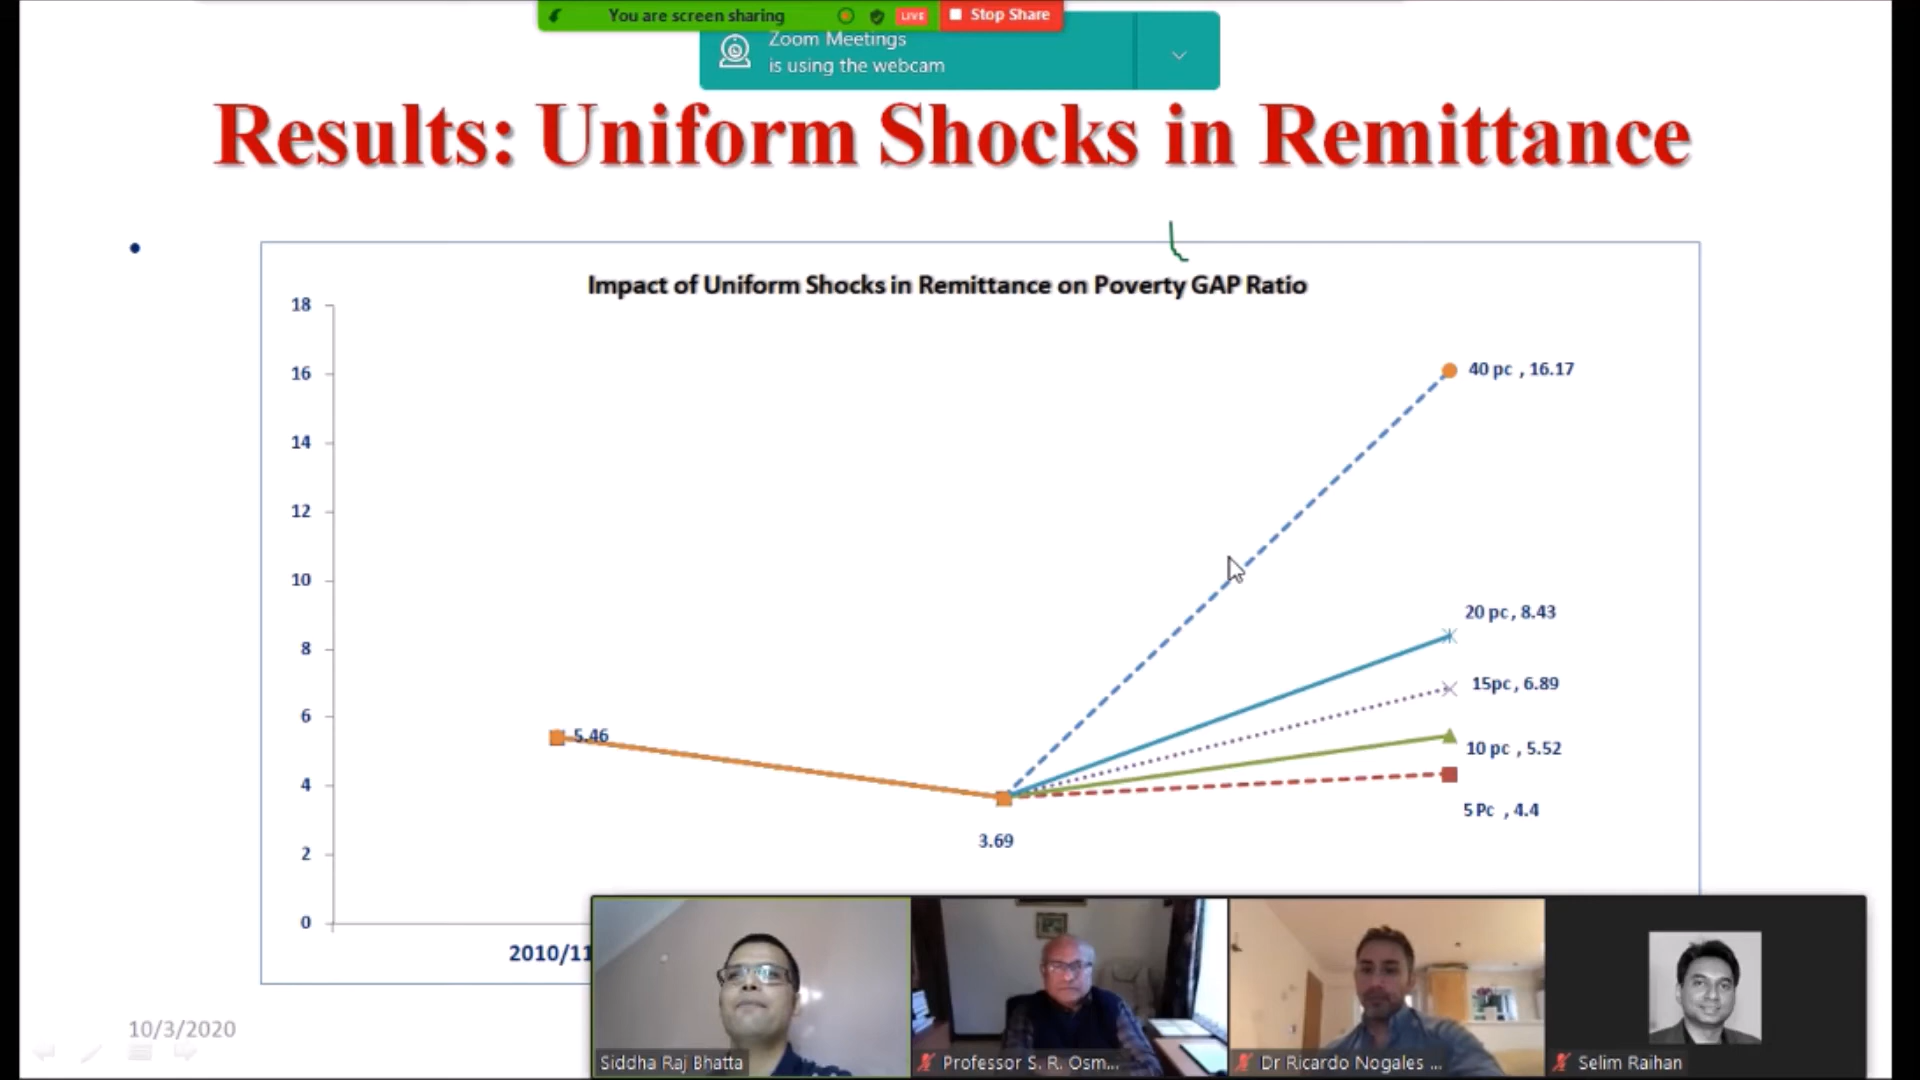 You are screen sharing
LIVE
Stop Share
Zoom Meetings
is using the webcam
Results: Uniform Shocks in Remittance
Impact of Uniform Shocks in Remittance on Poverty GAP Ratio
18
16
14
12
10
8
6
4
2
0
40 pc , 16.17
20 pc, 8.43
15pc, 6.89
10 pc , 5.52
5 Pc , 4.4
5.46
3.69
2010/11
10/3/2020
Siddha Raj Bhatta
Professor S. R. Osm...
Dr Ricardo Nogales ...
Selim Raihan